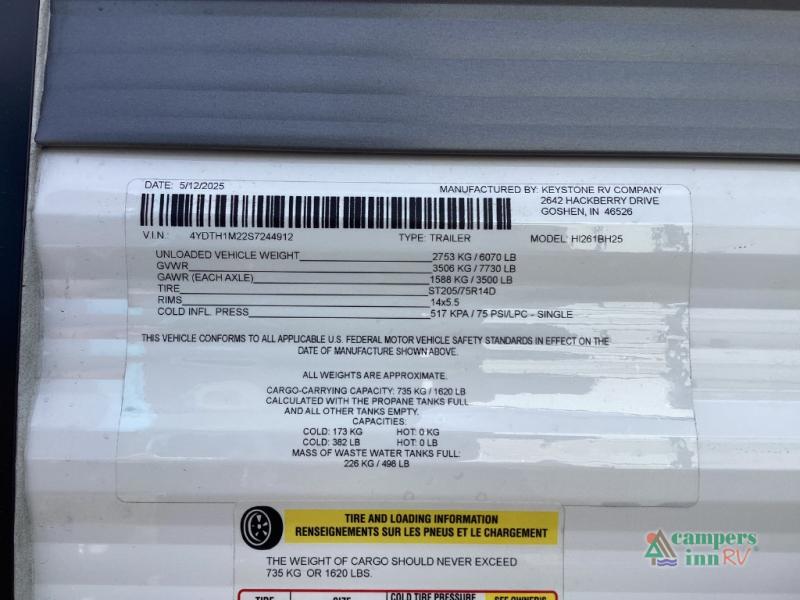 DATE: 5/12/2025 MANUFACTURED BY: KEYSTONE RV COMPANY
2642 HACKBERRY DRIVE
GOSHEN, IN 46526
V.I.N.: 4YDTH1M22S7244912 TYPE: TRAILER MODEL: HI261BH25
UNLOADED VEHICLE WEIGHT 2753 KG / 6070 LB
GVWR 3506 KG / 7730 LB
GAWR (EACH AXLE) 1588 KG / 3500 LB
TIRE ST205/75R14D
RIMS 14x5.5
COLD INFL. PRESS 517 KPA / 75 PSI/LPC - SINGLE
THIS VEHICLE CONFORMS TO ALL APPLICABLE U.S. FEDERAL MOTOR VEHICLE SAFETY STANDARDS IN EFFECT ON THE
DATE OF MANUFACTURE SHOWN ABOVE.
ALL WEIGHTS ARE APPROXIMATE.
CARGO-CARRYING CAPACITY: 735 KG / 1620 LB
CALCULATED WITH THE PROPANE TANKS FULL
AND ALL OTHER TANKS EMPTY.
CAPACITIES:
COLD: 173 KG HOT: 0 KG
COLD: 382 LB HOT: 0 LB
MASS OF WASTE WATER TANKS FULL:
226 KG / 498 LB
TIRE AND LOADING INFORMATION
RENSEIGNEMENTS SUR LES PNEUS ET LE CHARGEMENT
THE WEIGHT OF CARGO SHOULD NEVER EXCEED
735 KG OR 1620 LBS.
TIRE SIZE COLD TIRE PRESSURE SEE OWNER'S
campers
inn RV